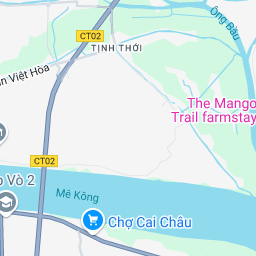 Ông Bầu
CT02
TỊNH THỚI
n Việt Hòa
The Mango
Trail farmstay
CT02
o Vò 2
Mê Kông
Chợ Cai Châu